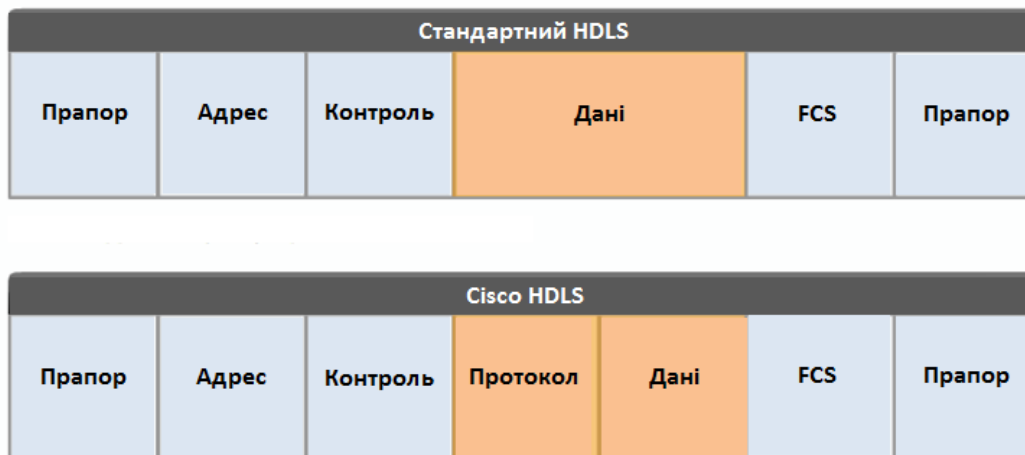 Стандартний HDLS
Прапор Адрес Контроль Дані FCS Прапор
Cisco HDLS
Прапор Адрес Контроль Протокол Дані FCS Прапор